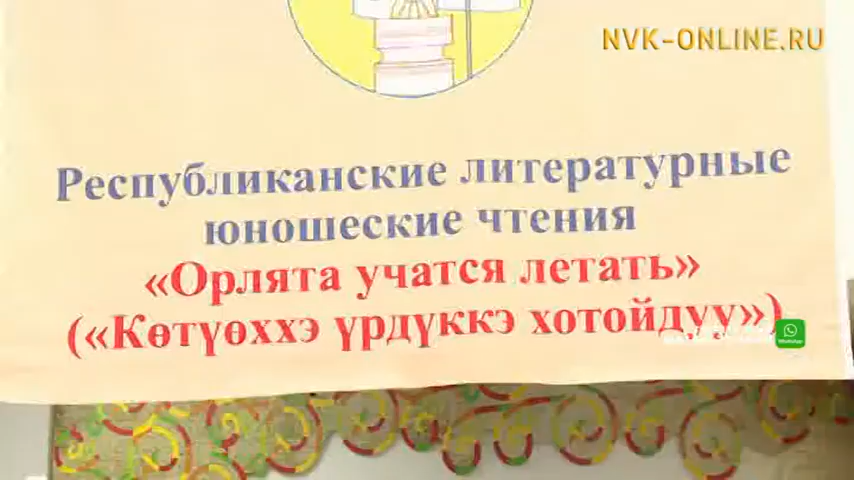 NVK-ONLINE.RU
Республиканские литературные
юношеские чтения
«Орлята учатся летать»
(«Көтүөххэ үрдүккэ хотойдуу»)